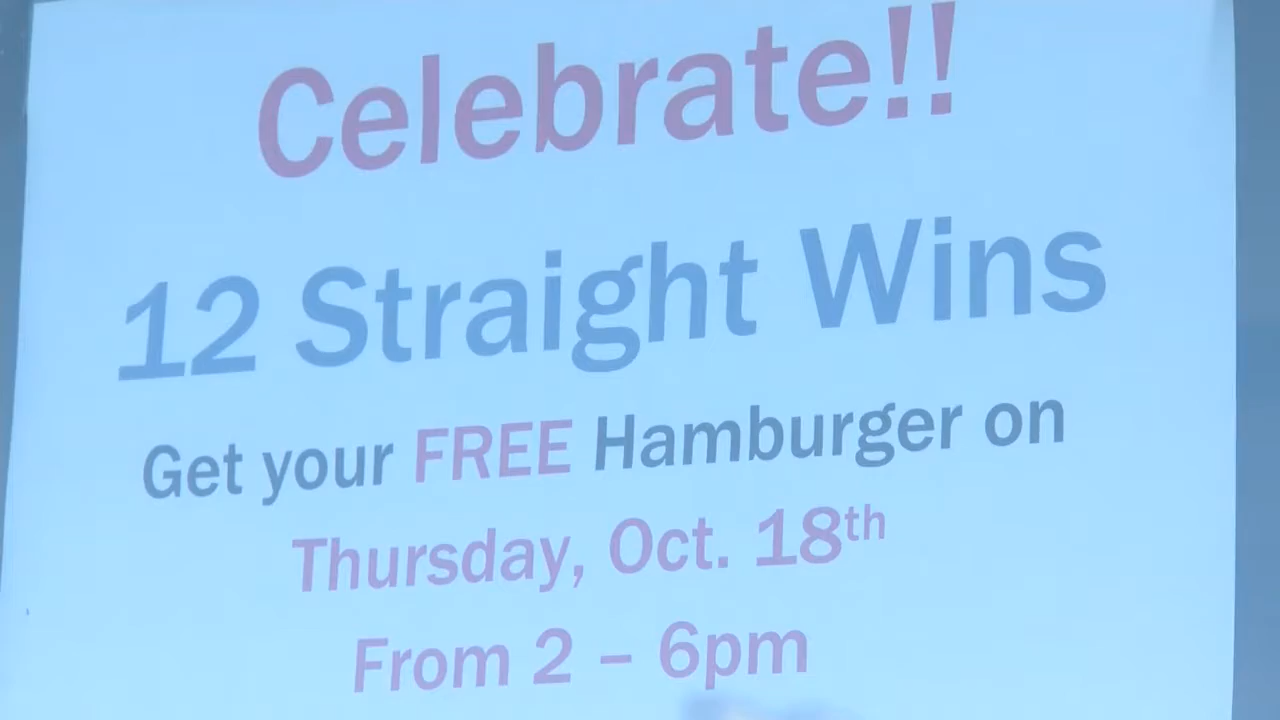 Celebrate!!
12 Straight Wins
Get your FREE Hamburger on
Thursday, Oct. 18th
From 2 – 6pm